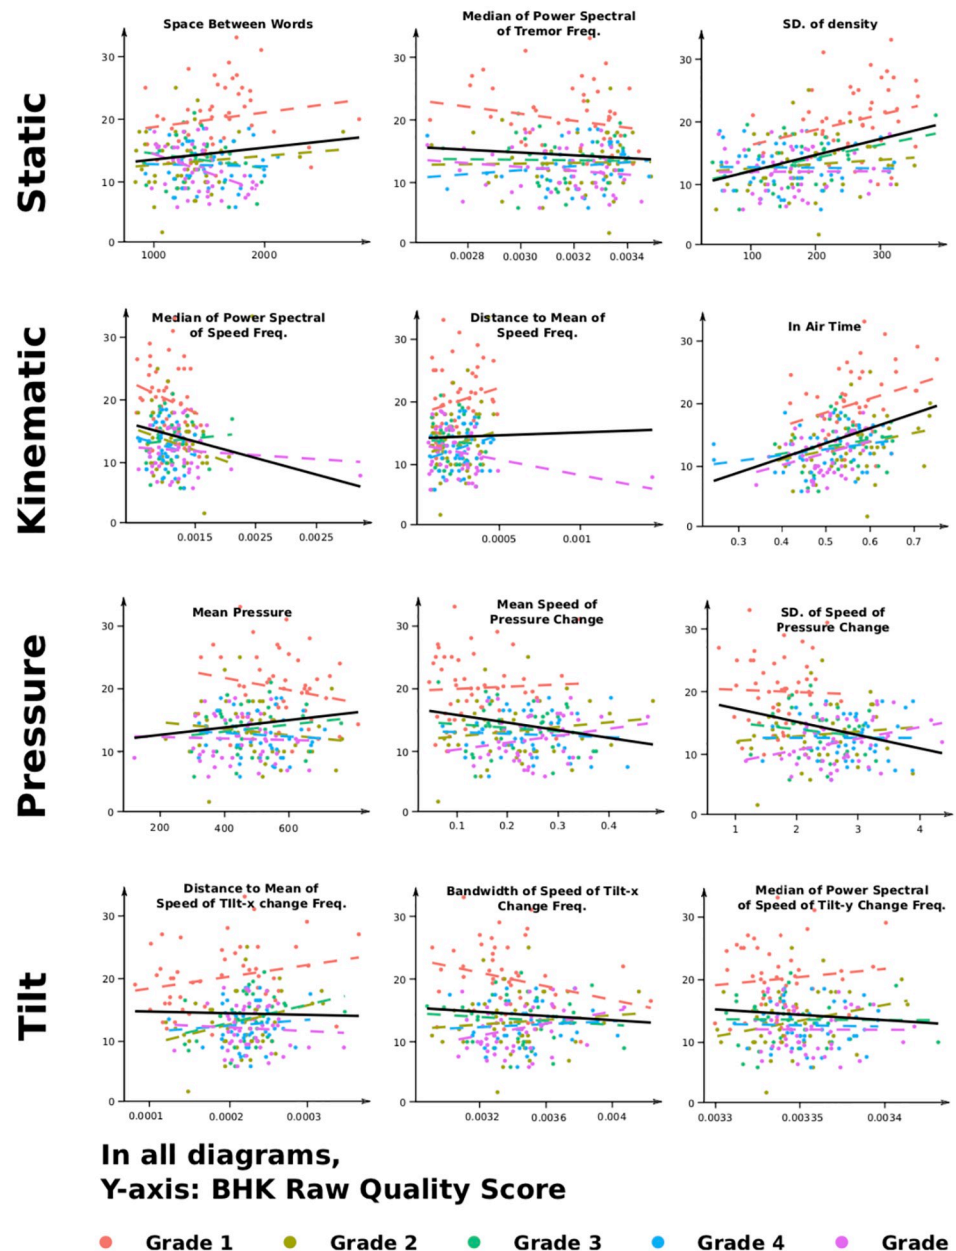 Static
Space Between Words
30
20
10
0
1000 2000
Median of Power Spectral
of Tremor Freq.
30
20
10
0
0.0028 0.0030 0.0032 0.0034
SD. of density
30
20
10
0
100 200 300
Kinematic
Median of Power Spectral
of Speed Freq.
30
20
10
0
0.0015 0.0025 0.0025
Distance to Mean of
Speed Freq.
30
20
10
0
0.0005 0.001
In Air Time
30
20
10
0
0.3 0.4 0.5 0.6 0.7
Pressure
Mean Pressure
30
20
10
0
200 400 600
Mean Speed of
Pressure Change
30
20
10
0
0.1 0.2 0.3 0.4
SD. of Speed of
Pressure Change
30
20
10
0
1 2 3 4
Tilt
Distance to Mean of
Speed of TIlt-x change Freq.
30
20
10
0
0.0001 0.0002 0.0003
Bandwidth of Speed of Tilt-x
Change Freq.
30
20
10
0
0.0032 0.0036 0.004
Median of Power Spectral
of Speed of Tilt-y Change Freq.
30
20
10
0
0.0033 0.00335 0.0034
In all diagrams,
Y-axis: BHK Raw Quality Score
Grade 1 Grade 2 Grade 3 Grade 4 Grade